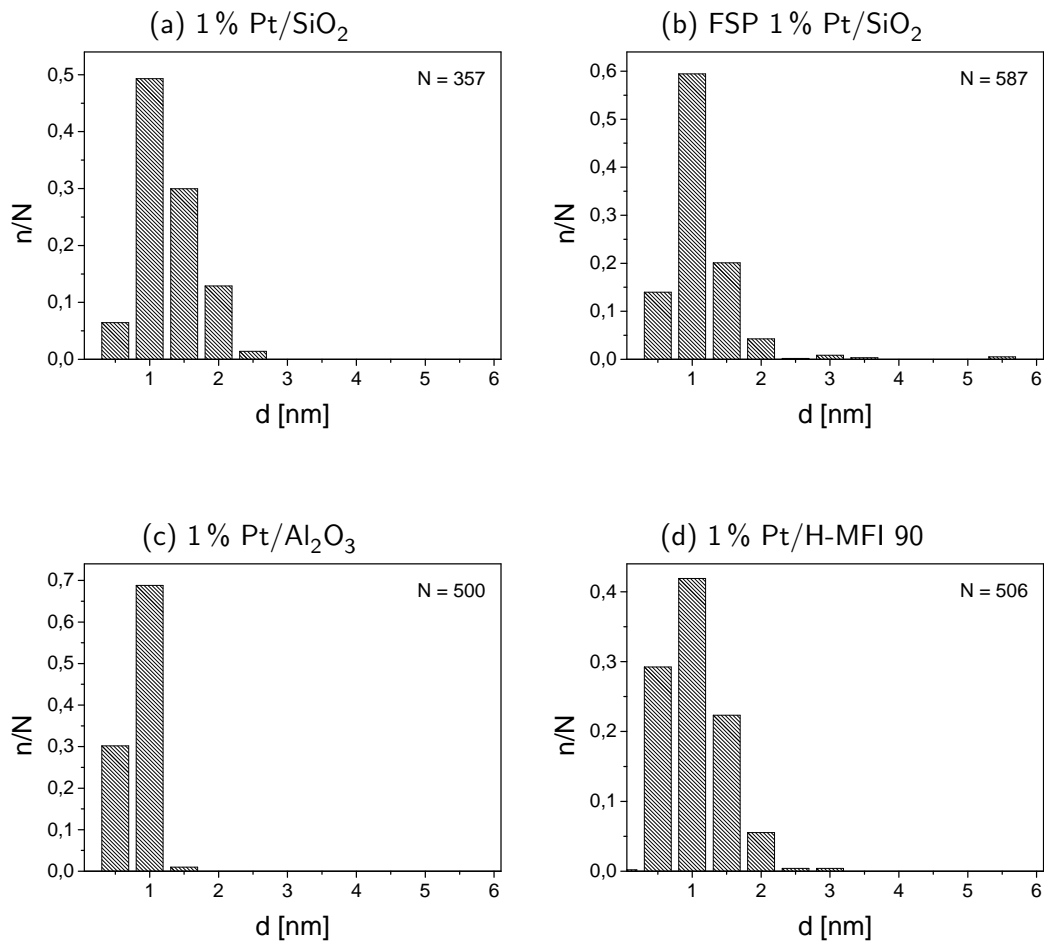 (a) 1 % Pt/SiO₂
N = 357
0,5
0,4
0,3
0,2
0,1
0,0
n/N
1 2 3 4 5 6
d [nm]
(b) FSP 1 % Pt/SiO₂
N = 587
0,6
0,5
0,4
0,3
0,2
0,1
0,0
n/N
1 2 3 4 5 6
d [nm]
(c) 1 % Pt/Al₂O₃
N = 500
0,7
0,6
0,5
0,4
0,3
0,2
0,1
0,0
n/N
1 2 3 4 5 6
d [nm]
(d) 1 % Pt/H-MFI 90
N = 506
0,4
0,3
0,2
0,1
0,0
n/N
1 2 3 4 5 6
d [nm]